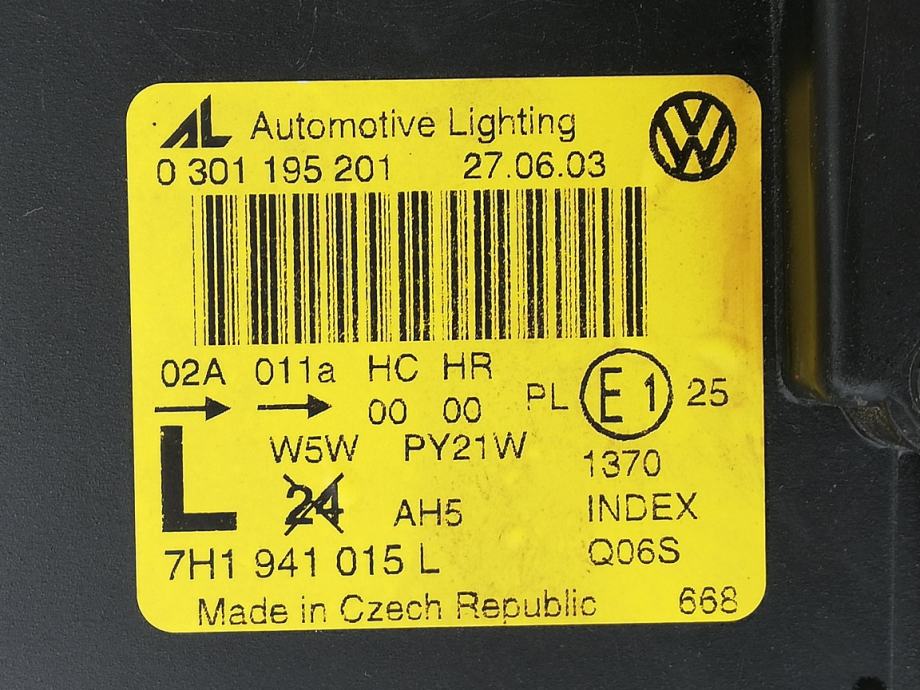 AL Automotive Lighting
0 301 195 201 27.06.03
02A 011a HC HR
00 00 PL E1 25
W5W PY21W
1370
L 24 AH5 INDEX
7H1 941 015 L Q06S
Made in Czech Republic 668